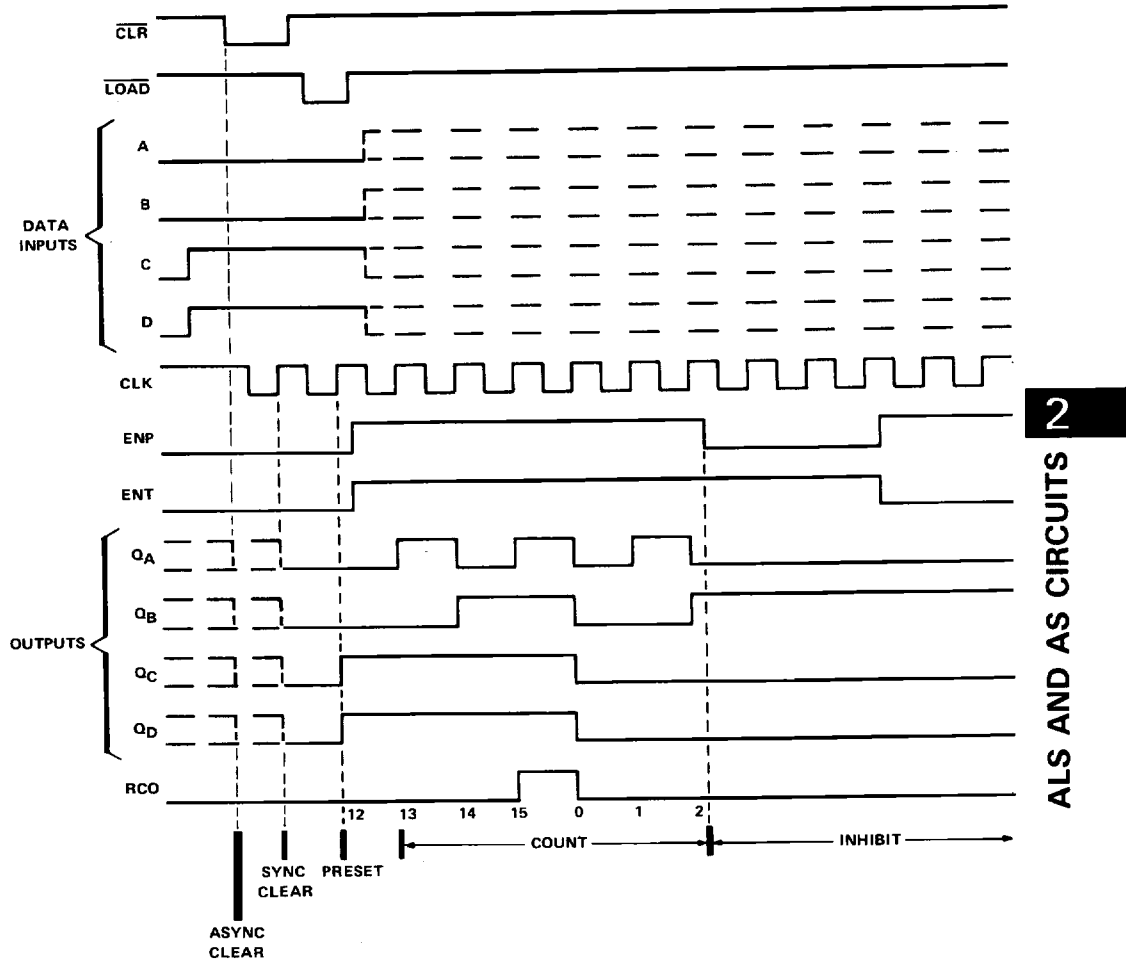 CLR
LOAD
A
B
DATA
INPUTS
C
D
CLK
ENP
ENT
QA
QB
OUTPUTS
QC
QD
RCO
12 13 14 15 0 1 2
COUNT
INHIBIT
SYNC
CLEAR
PRESET
ASYNC
CLEAR
2
ALS AND AS CIRCUITS